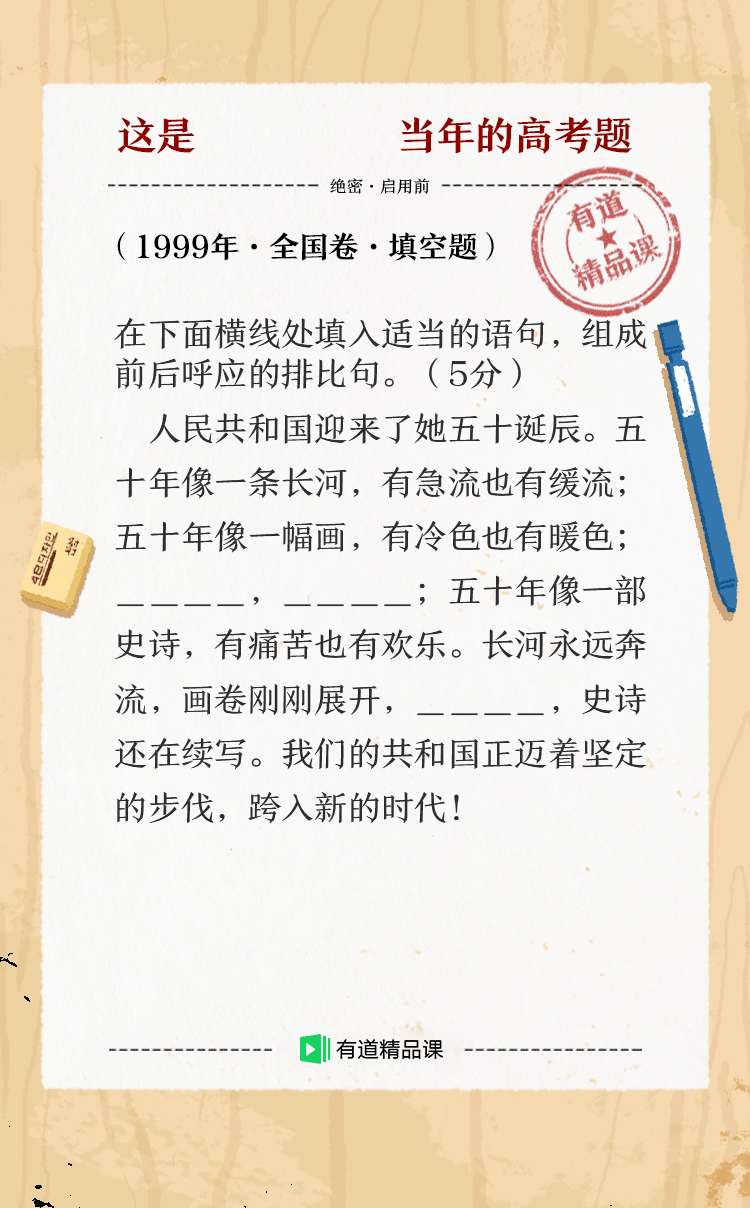 这是 当年的高考题
绝密·启用前
有道
精品课
（1999年·全国卷·填空题）
在下面横线处填入适当的语句，组成
前后呼应的排比句。（5分）
人民共和国迎来了她五十诞辰。五
十年像一条长河，有急流也有缓流；
五十年像一幅画，有冷色也有暖色；
＿＿＿＿，＿＿＿＿；五十年像一部
史诗，有痛苦也有欢乐。长河永远奔
流，画卷刚刚展开，＿＿＿＿，史诗
还在续写。我们的共和国正迈着坚定
的步伐，跨入新的时代！
有道精品课